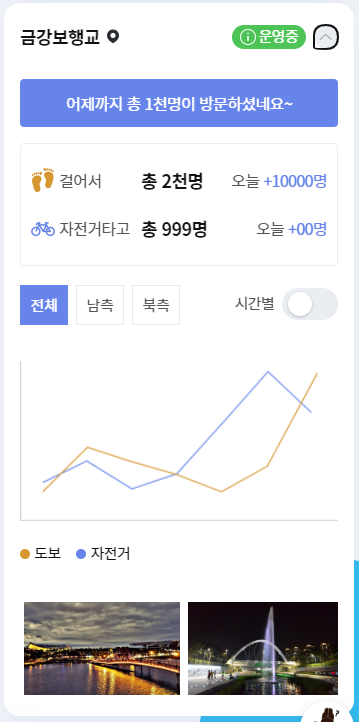 금강보행교
운영중
어제까지 총 1천명이 방문하셨네요~
걸어서 총 2천명 오늘 +10000명
자전거타고 총 999명 오늘 +00명
전체 남측 북측 시간별
도보 자전거